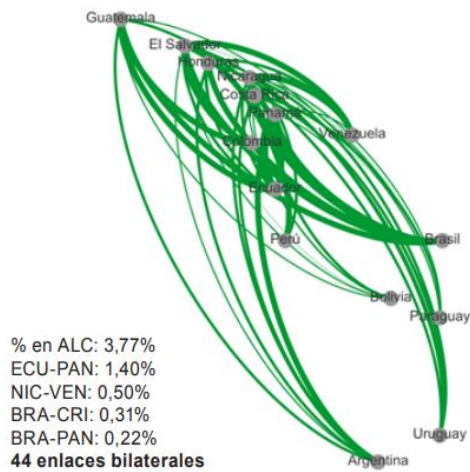 Guatemala
El Salvador
Honduras
Nicaragua
Costa Rica
Panamá
Venezuela
Colombia
Ecuador
Perú
Brasil
Bolivia
Paraguay
% en ALC: 3,77%
ECU-PAN: 1,40%
NIC-VEN: 0,50%
BRA-CRI: 0,31%
BRA-PAN: 0,22%
44 enlaces bilaterales
Uruguay
Argentina